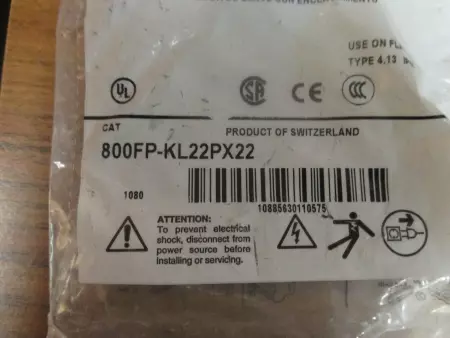 USE ON FL
TYPE 4,13
UL
SA
CE
CCC
CAT
PRODUCT OF SWITZERLAND
800FP-KL22PX22
1080
10885630110575
ATTENTION:
To prevent electrical
shock, disconnect from
power source before
installing or servicing.